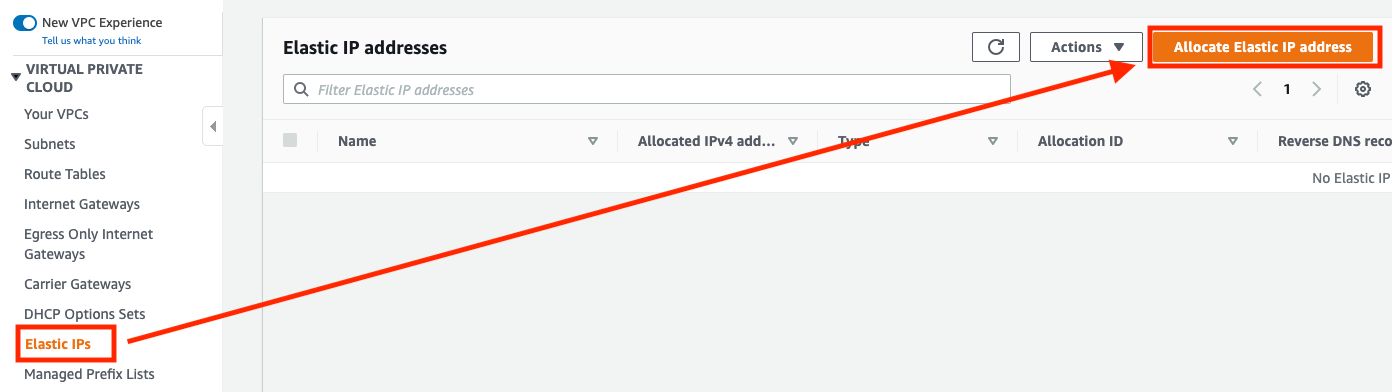 New VPC Experience
Tell us what you think
VIRTUAL PRIVATE
CLOUD
Your VPCs
Subnets
Route Tables
Internet Gateways
Egress Only Internet
Gateways
Carrier Gateways
DHCP Options Sets
Elastic IPs
Managed Prefix Lists
Elastic IP addresses
Actions
Allocate Elastic IP address
Filter Elastic IP addresses
1
Name Allocated IPv4 add... Type Allocation ID Reverse DNS reco
No Elastic IP